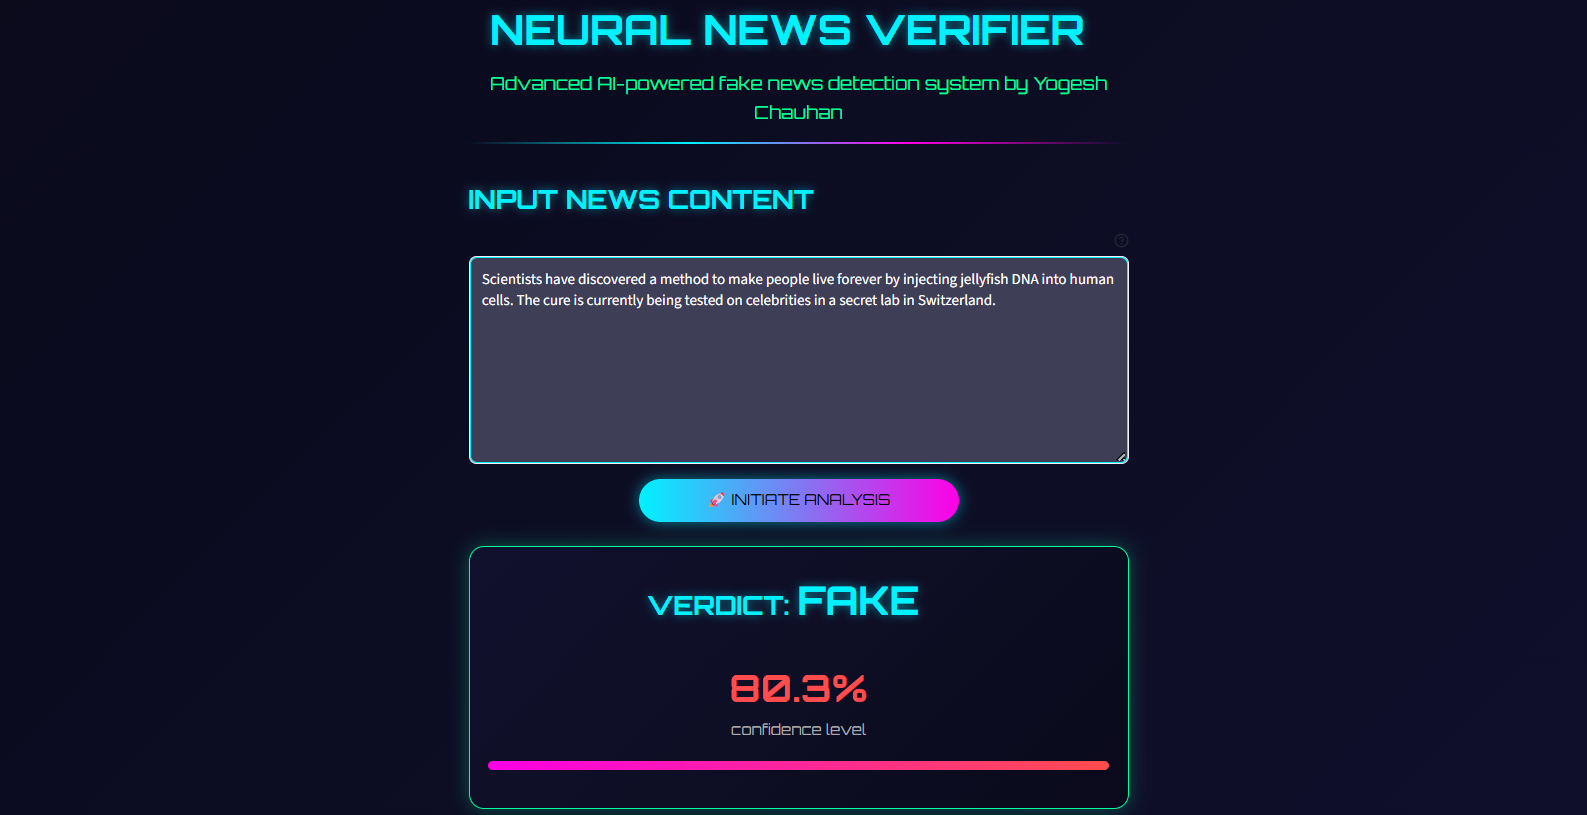 NEURAL NEWS VERIFIER
Advanced AI-powered fake news detection system by Yogesh
Chauhan
INPUT NEWS CONTENT
Scientists have discovered a method to make people live forever by injecting jellyfish DNA into human
cells. The cure is currently being tested on celebrities in a secret lab in Switzerland.
🚀 INITIATE ANALYSIS
VERDICT: FAKE
80.3%
confidence level